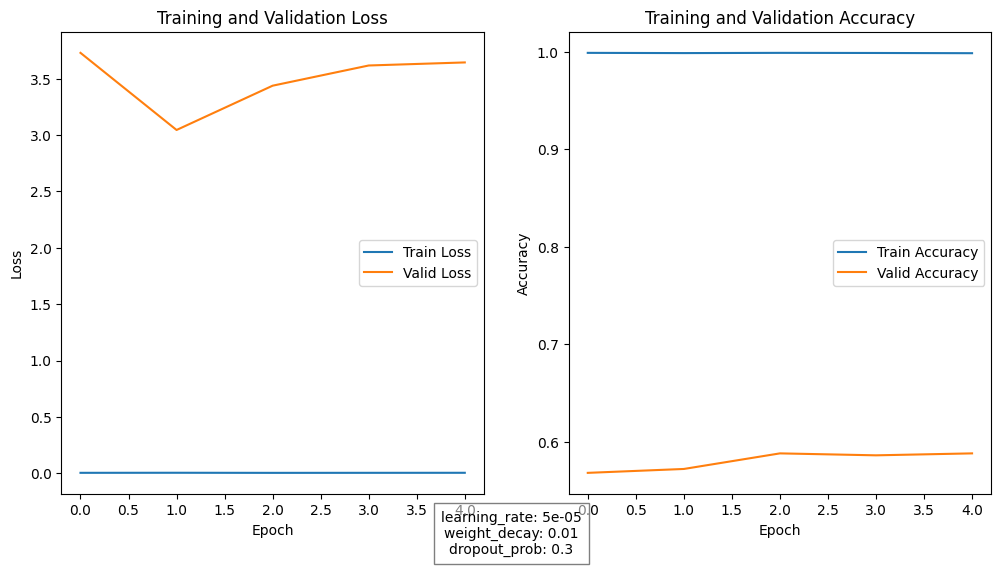 Training and Validation Loss
Loss
3.5
3.0
2.5
2.0
1.5
1.0
0.5
0.0
Train Loss
Valid Loss
0.0 0.5 1.0 1.5 2.0 2.5 3.0 3.5 4.0
Epoch
Training and Validation Accuracy
Accuracy
1.0
0.9
0.8
0.7
0.6
Train Accuracy
Valid Accuracy
0.0 0.5 1.0 1.5 2.0 2.5 3.0 3.5 4.0
Epoch
learning_rate: 5e-05
weight_decay: 0.01
dropout_prob: 0.3